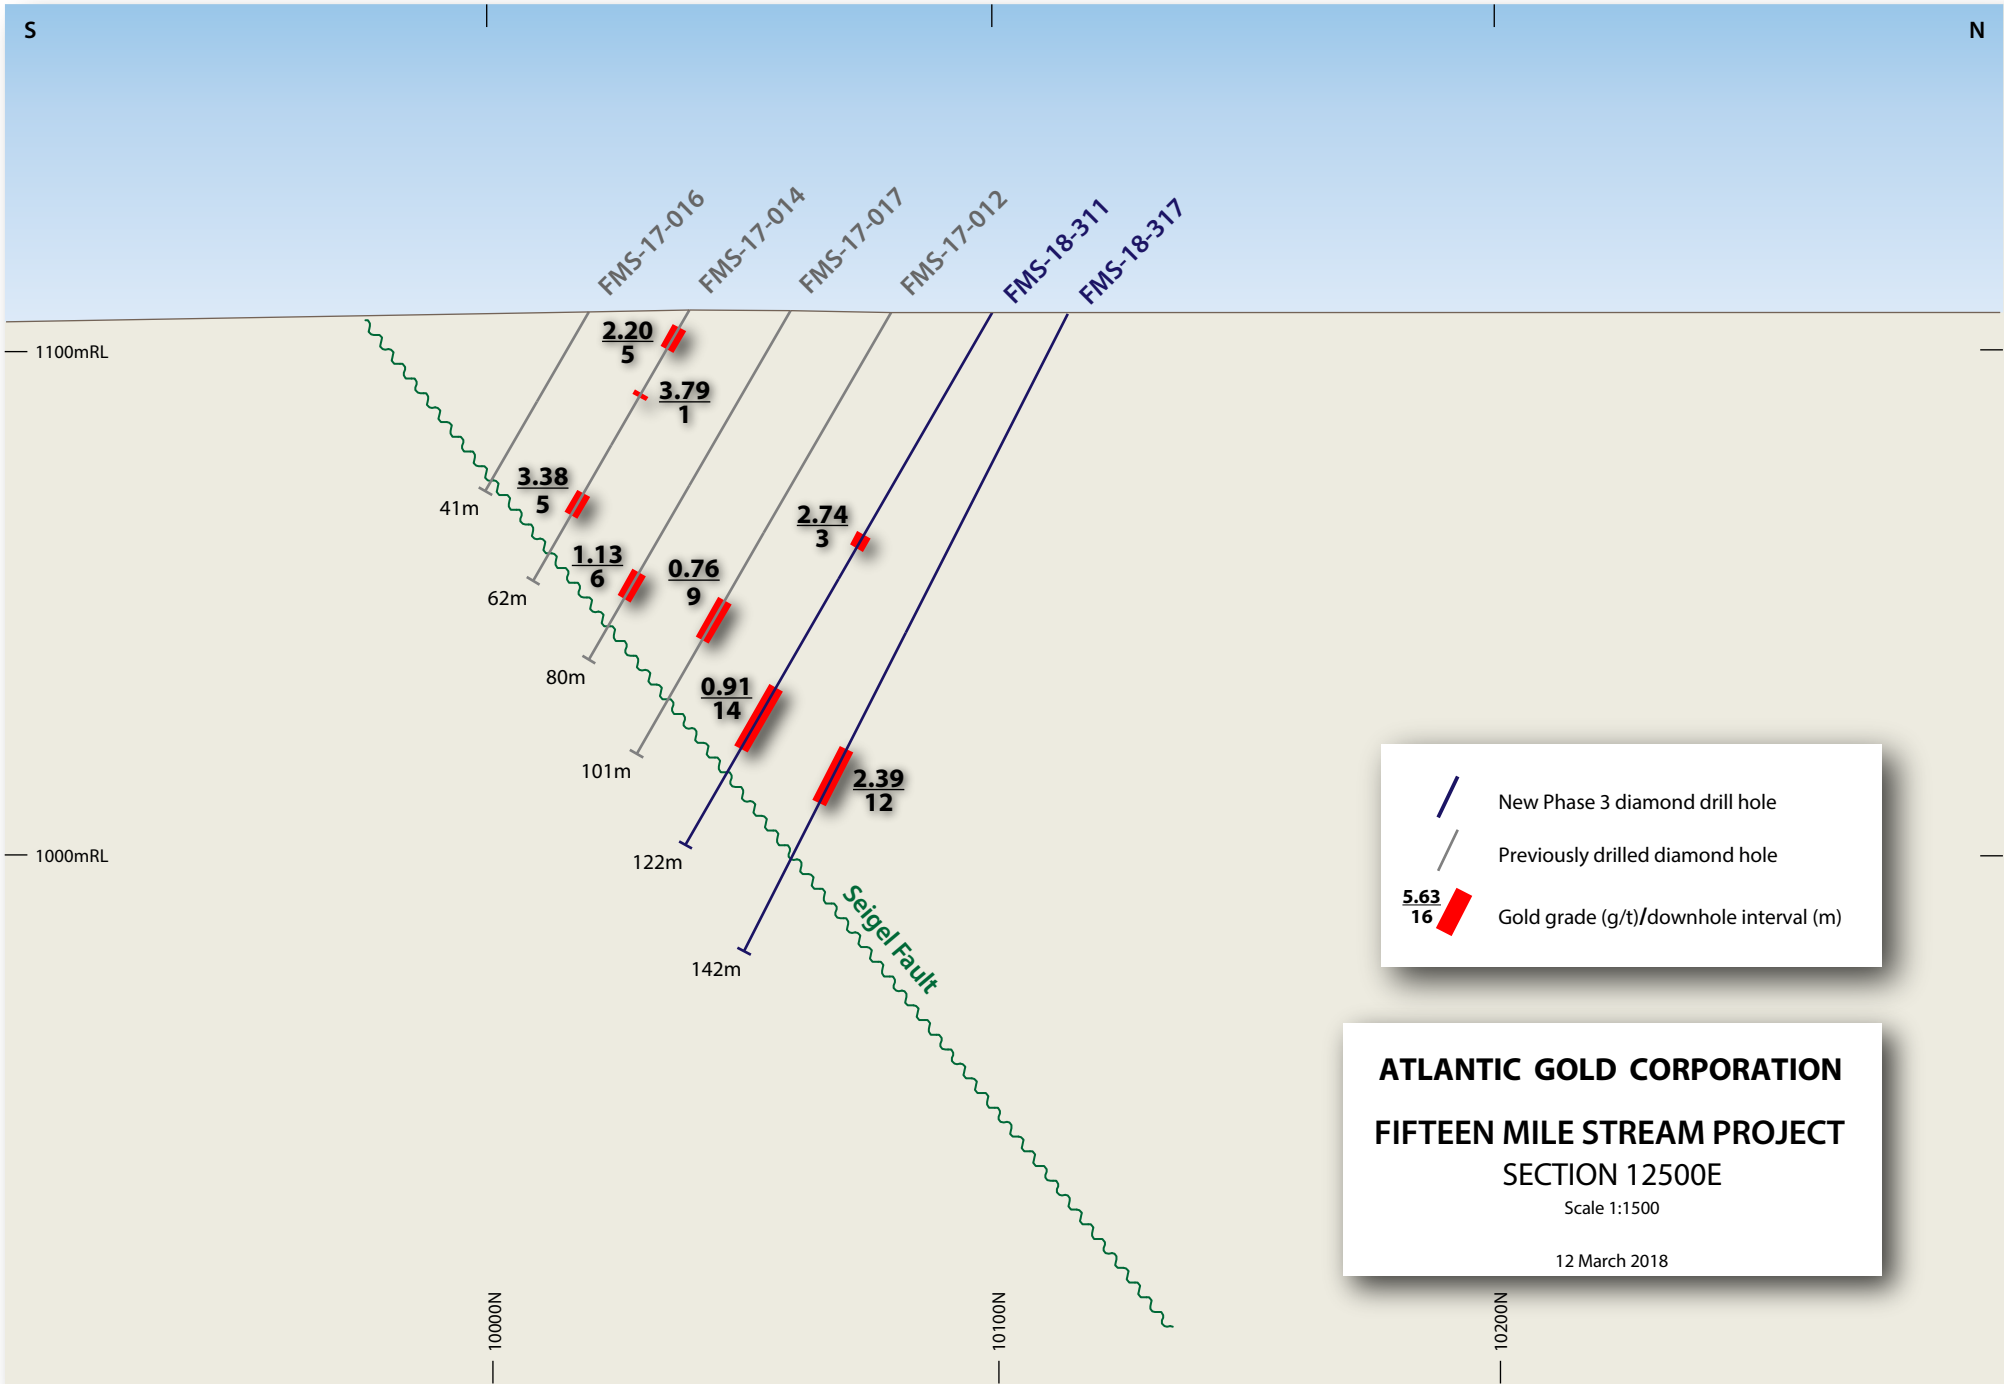 S
N
FMS-17-016
FMS-17-014
FMS-17-017
FMS-17-012
FMS-18-311
FMS-18-317
1100mRL
2.20
5
3.79
1
3.38
5
41m
2.74
3
1.13
6
0.76
9
62m
80m
0.91
14
101m
2.39
12
1000mRL
122m
142m
Seigel Fault
New Phase 3 diamond drill hole
Previously drilled diamond hole
5.63
16
Gold grade (g/t)/downhole interval (m)
ATLANTIC GOLD CORPORATION
FIFTEEN MILE STREAM PROJECT
SECTION 12500E
Scale 1:1500
12 March 2018
10000N
10100N
10200N